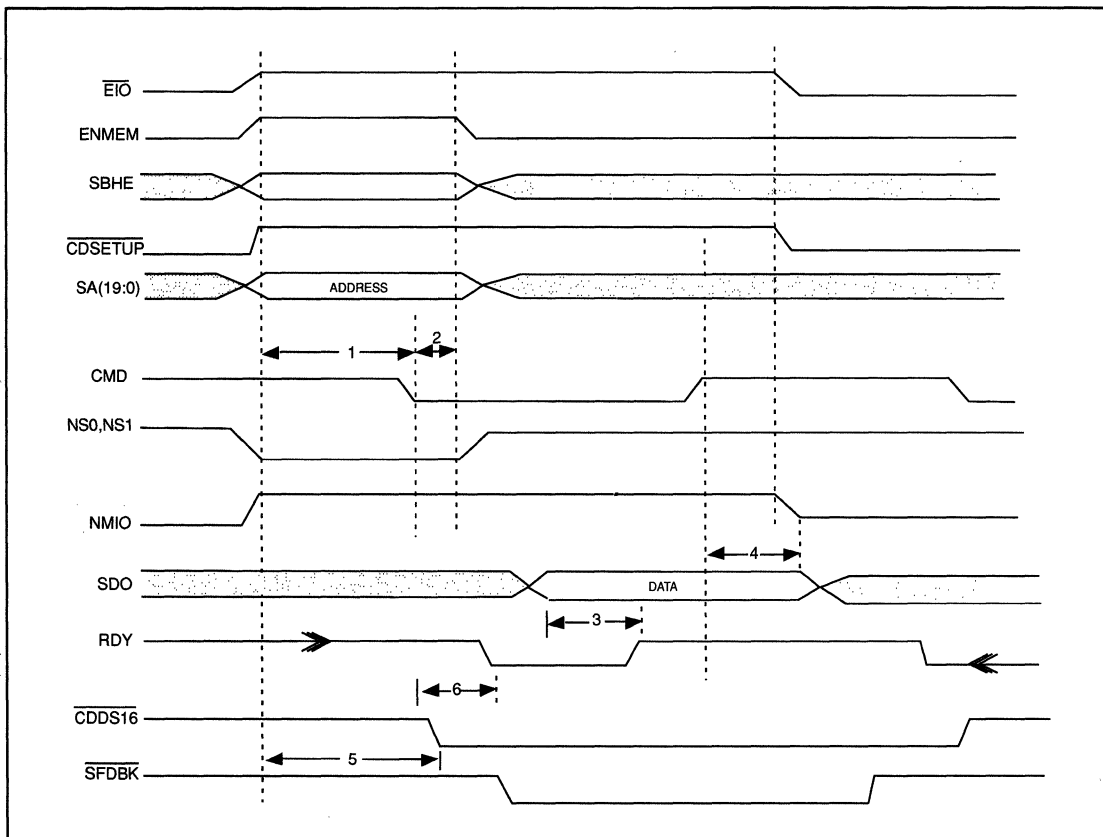 EIO
ENMEM
SBHE
CDSETUP
SA(19:0) ADDRESS
1 2
CMD
NS0,NS1
NMIO
4
SDO DATA
3
RDY
6
CDDS16
5
SFDBK